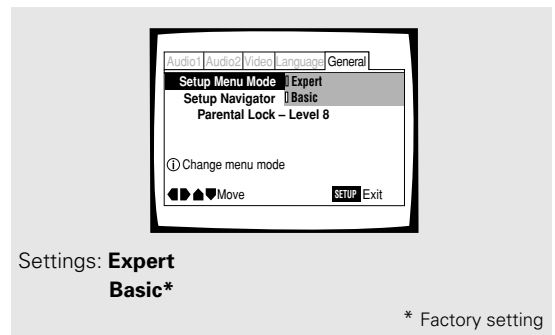 Audio1 Audio2 Video Language General
Setup Menu Mode Expert
Setup Navigator Basic
Parental Lock – Level 8
ⓘ Change menu mode
Move SETUP Exit
Settings: Expert
Basic*
* Factory setting